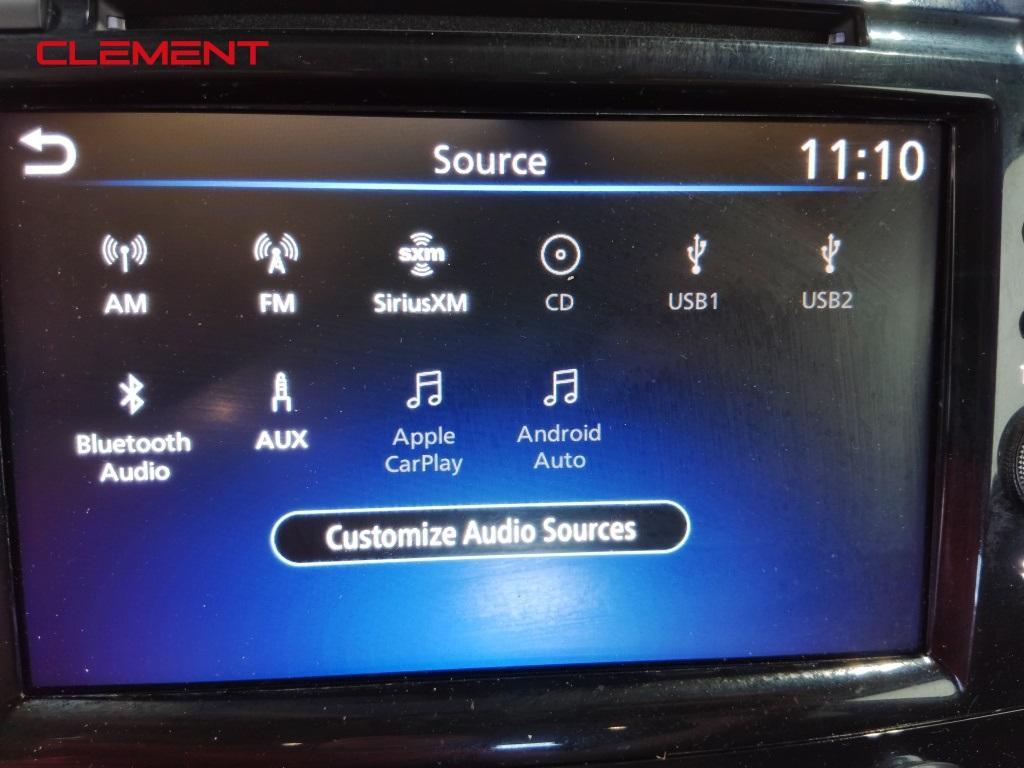 CLEMENT
Source
11:10
sxm
AM
FM
SiriusXM
CD
USB1
USB2
Bluetooth
Audio
AUX
Apple
CarPlay
Android
Auto
Customize Audio Sources